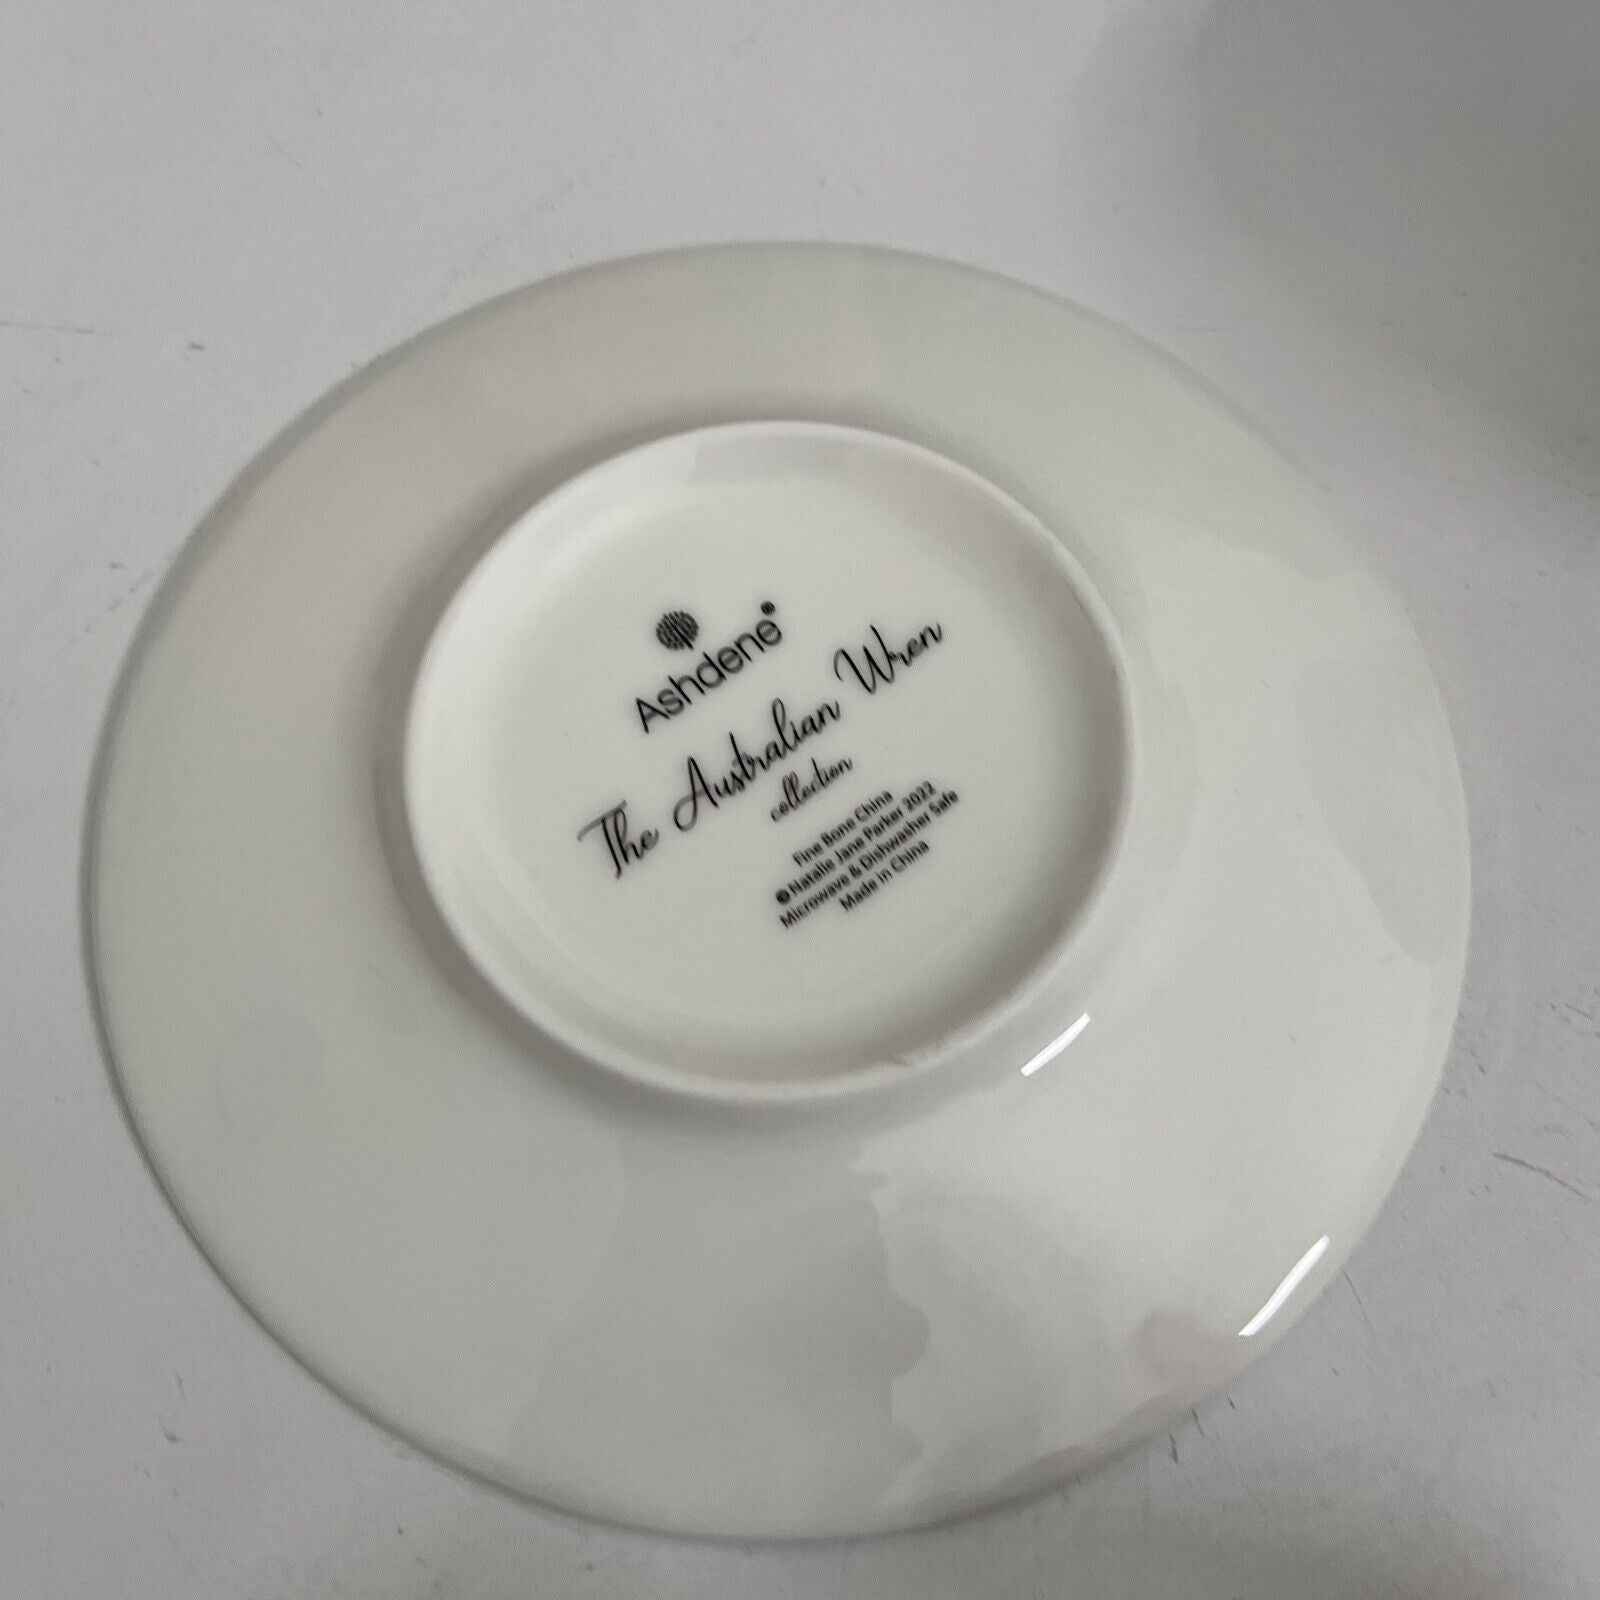 Ashdene®
The Australian Wren
collection
Fine Bone China
© Natalie Jane Parker 2022
Microwave & Dishwasher Safe
Made in China